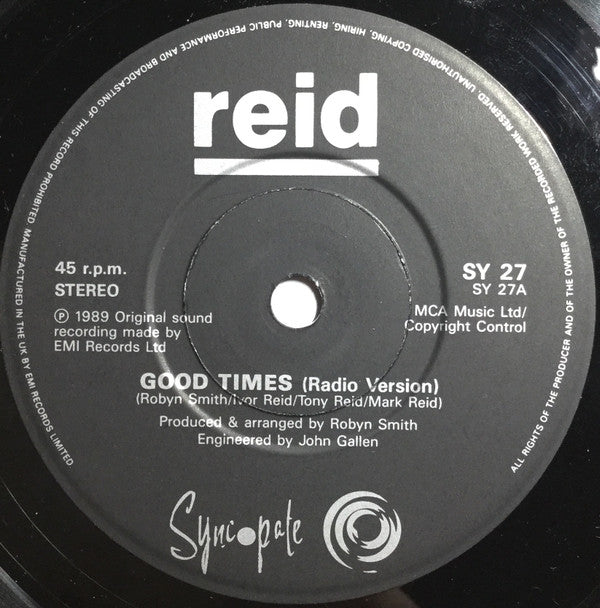 reid
45 r.p.m.
STEREO
℗ 1989 Original sound
recording made by
EMI Records Ltd
SY 27
SY 27A
MCA Music Ltd/
Copyright Control
GOOD TIMES (Radio Version)
(Robyn Smith/Ivor Reid/Tony Reid/Mark Reid)
Produced & arranged by Robyn Smith
Engineered by John Gallen
Syncopate
ALL RIGHTS OF THE PRODUCER AND OF THE OWNER OF THE RECORDED WORK RESERVED. UNAUTHORISED COPYING, HIRING, RENTING, PUBLIC PERFORMANCE AND BROADCASTING OF THIS RECORD PROHIBITED. MANUFACTURED IN THE UK BY EMI RECORDS LIMITED.